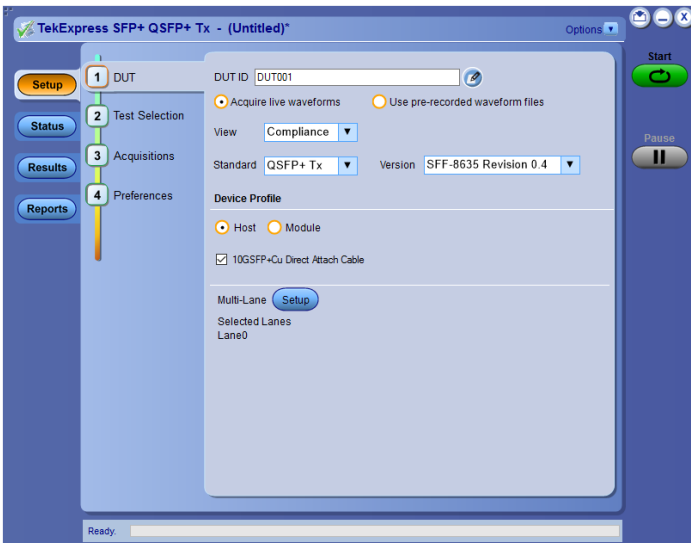 TekExpress SFP+ QSFP+ Tx - (Untitled)*
Options
X
Start
Pause
Setup
Status
Results
Reports
1 DUT
2 Test Selection
3 Acquisitions
4 Preferences
DUT ID DUT001
Acquire live waveforms Use pre-recorded waveform files
View Compliance
Standard QSFP+ Tx Version SFF-8635 Revision 0.4
Device Profile
Host Module
10GSFP+Cu Direct Attach Cable
Multi-Lane Setup
Selected Lanes
Lane0
Ready.